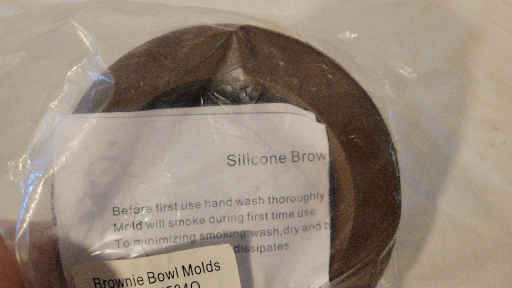 Silicone Brow
Before first use hand wash thoroughly
Mold will smoke during first time use
To minimizing smoking,wash,dry and
dissipates
Brownie Bowl Molds